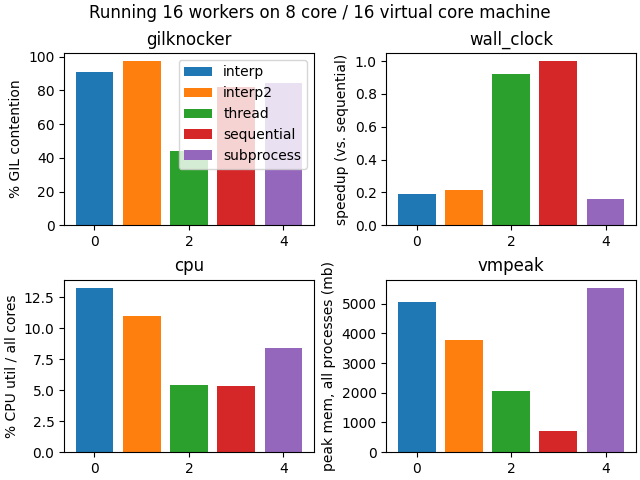 Running 16 workers on 8 core / 16 virtual core machine
gilknocker
% GIL contention
100
80
60
40
20
0
0
2
4
interp
interp2
thread
sequential
subprocess
wall_clock
speedup (vs. sequential)
1.0
0.8
0.6
0.4
0.2
0.0
0
2
4
cpu
% CPU util / all cores
12.5
10.0
7.5
5.0
2.5
0.0
0
2
4
vmpeak
peak mem, all processes (mb)
5000
4000
3000
2000
1000
0
0
2
4